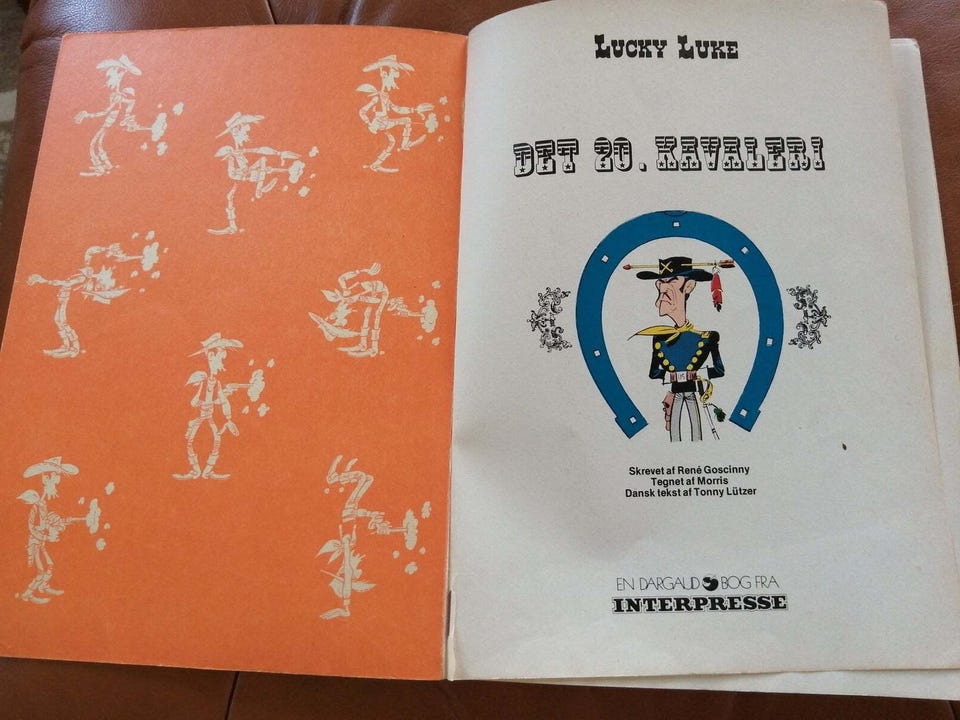 Lucky Luke
DET 20. KAVALERI
Skrevet af René Goscinny
Tegnet af Morris
Dansk tekst af Tonny Lützer
EN DARGAUD BOG FRA
INTERPRESSE